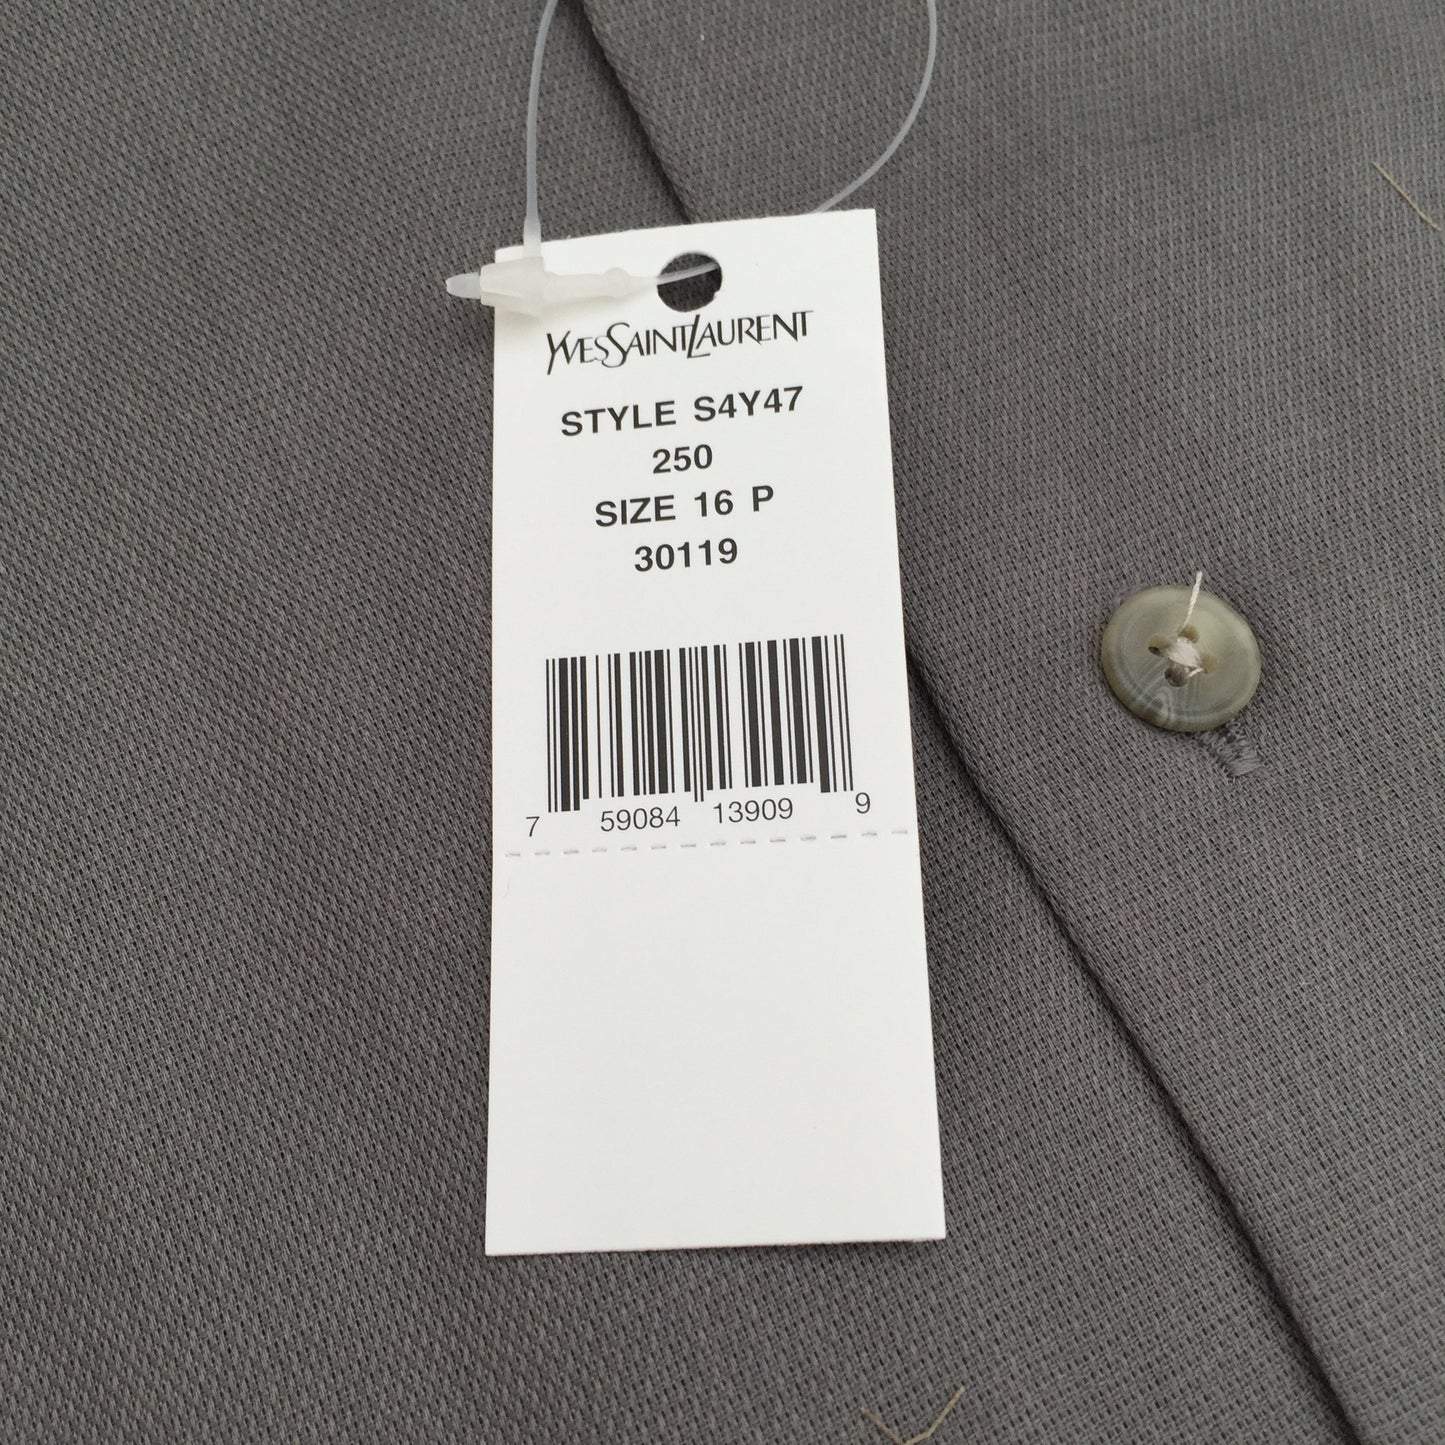 YVESSAINTLAURENT
STYLE S4Y47
250
SIZE 16 P
30119
7 59084 13909 9